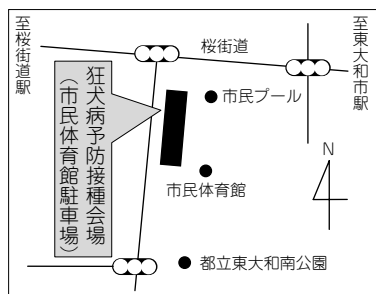 至桜街道駅
桜街道
至東大和市駅
狂犬病予防接種会場
（市民体育館駐車場）
市民プール
市民体育館
N
都立東大和南公園